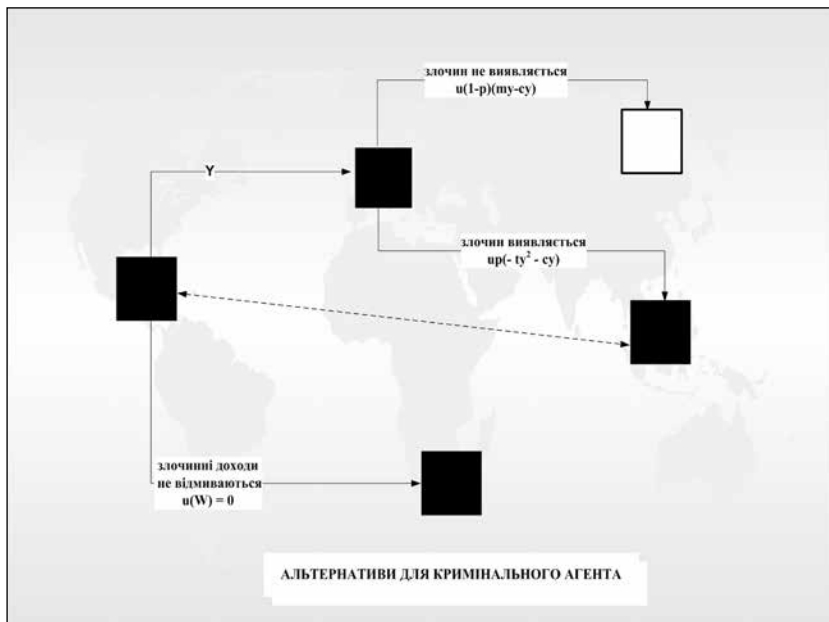 злочин не виявляється
u(1-p)(my-cy)
Y
злочин виявляється
up(- ty² - cy)
злочинні доходи
не відмиваються
u(W) = 0
АЛЬТЕРНАТИВИ ДЛЯ КРИМІНАЛЬНОГО АГЕНТА